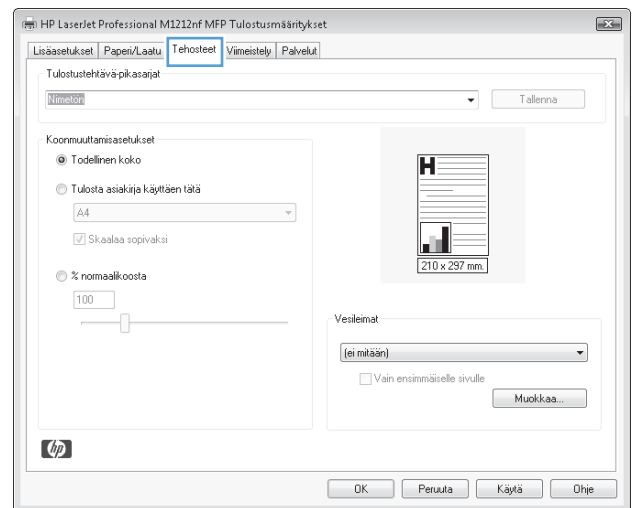 HP LaserJet Professional M1212nf MFP Tulostusmääritykset
Lisäasetukset Paperi/Laatu Tehosteet Viimeistely Palvelut
Tulostustehtävä-pikasarjat
Nimetön
Tallenna
Koonmuuttamisasetukset
Todellinen koko
Tulosta asiakirja käyttäen tätä
A4
Skaalaa sopivaksi
% normaalikoosta
100
H
210 x 297 mm.
Vesileimat
(ei mitään)
Vain ensimmäiselle sivulle
Muokkaa...
hp
OK Peruuta Käytä Ohje